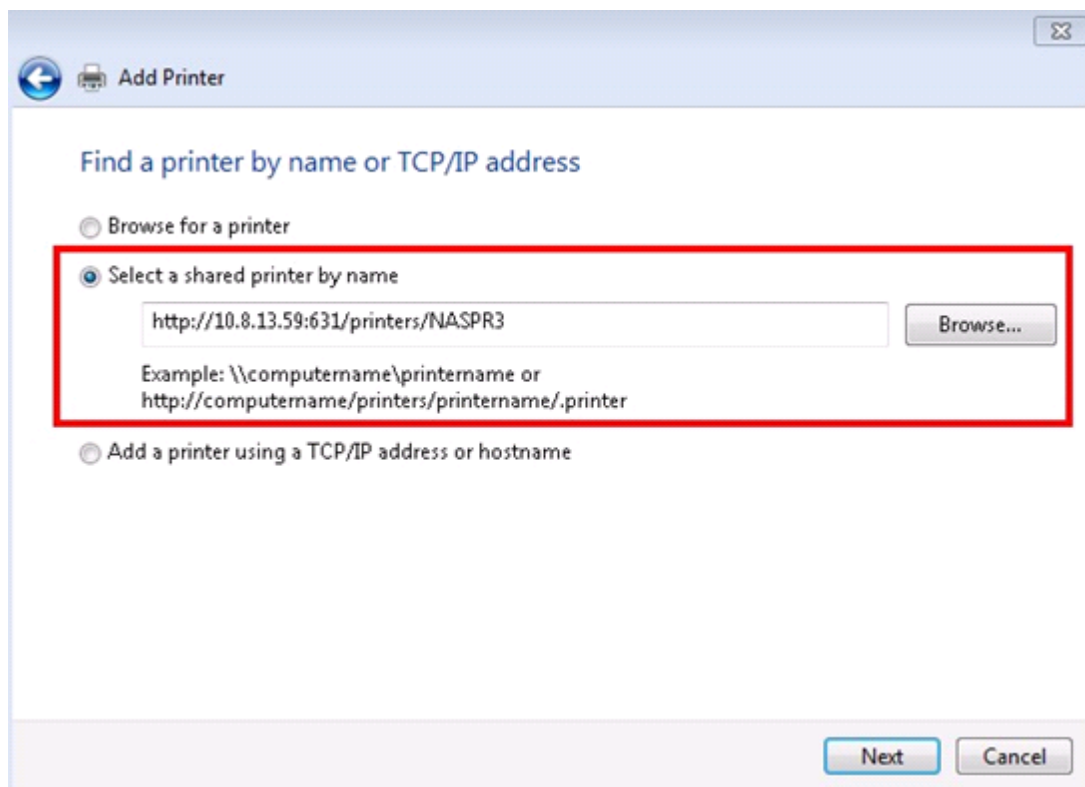 Add Printer
Find a printer by name or TCP/IP address
Browse for a printer
Select a shared printer by name
http://10.8.13.59:631/printers/NASPR3
Browse...
Example: \\computername\printername or
http://computername/printers/printername/.printer
Add a printer using a TCP/IP address or hostname
Next
Cancel